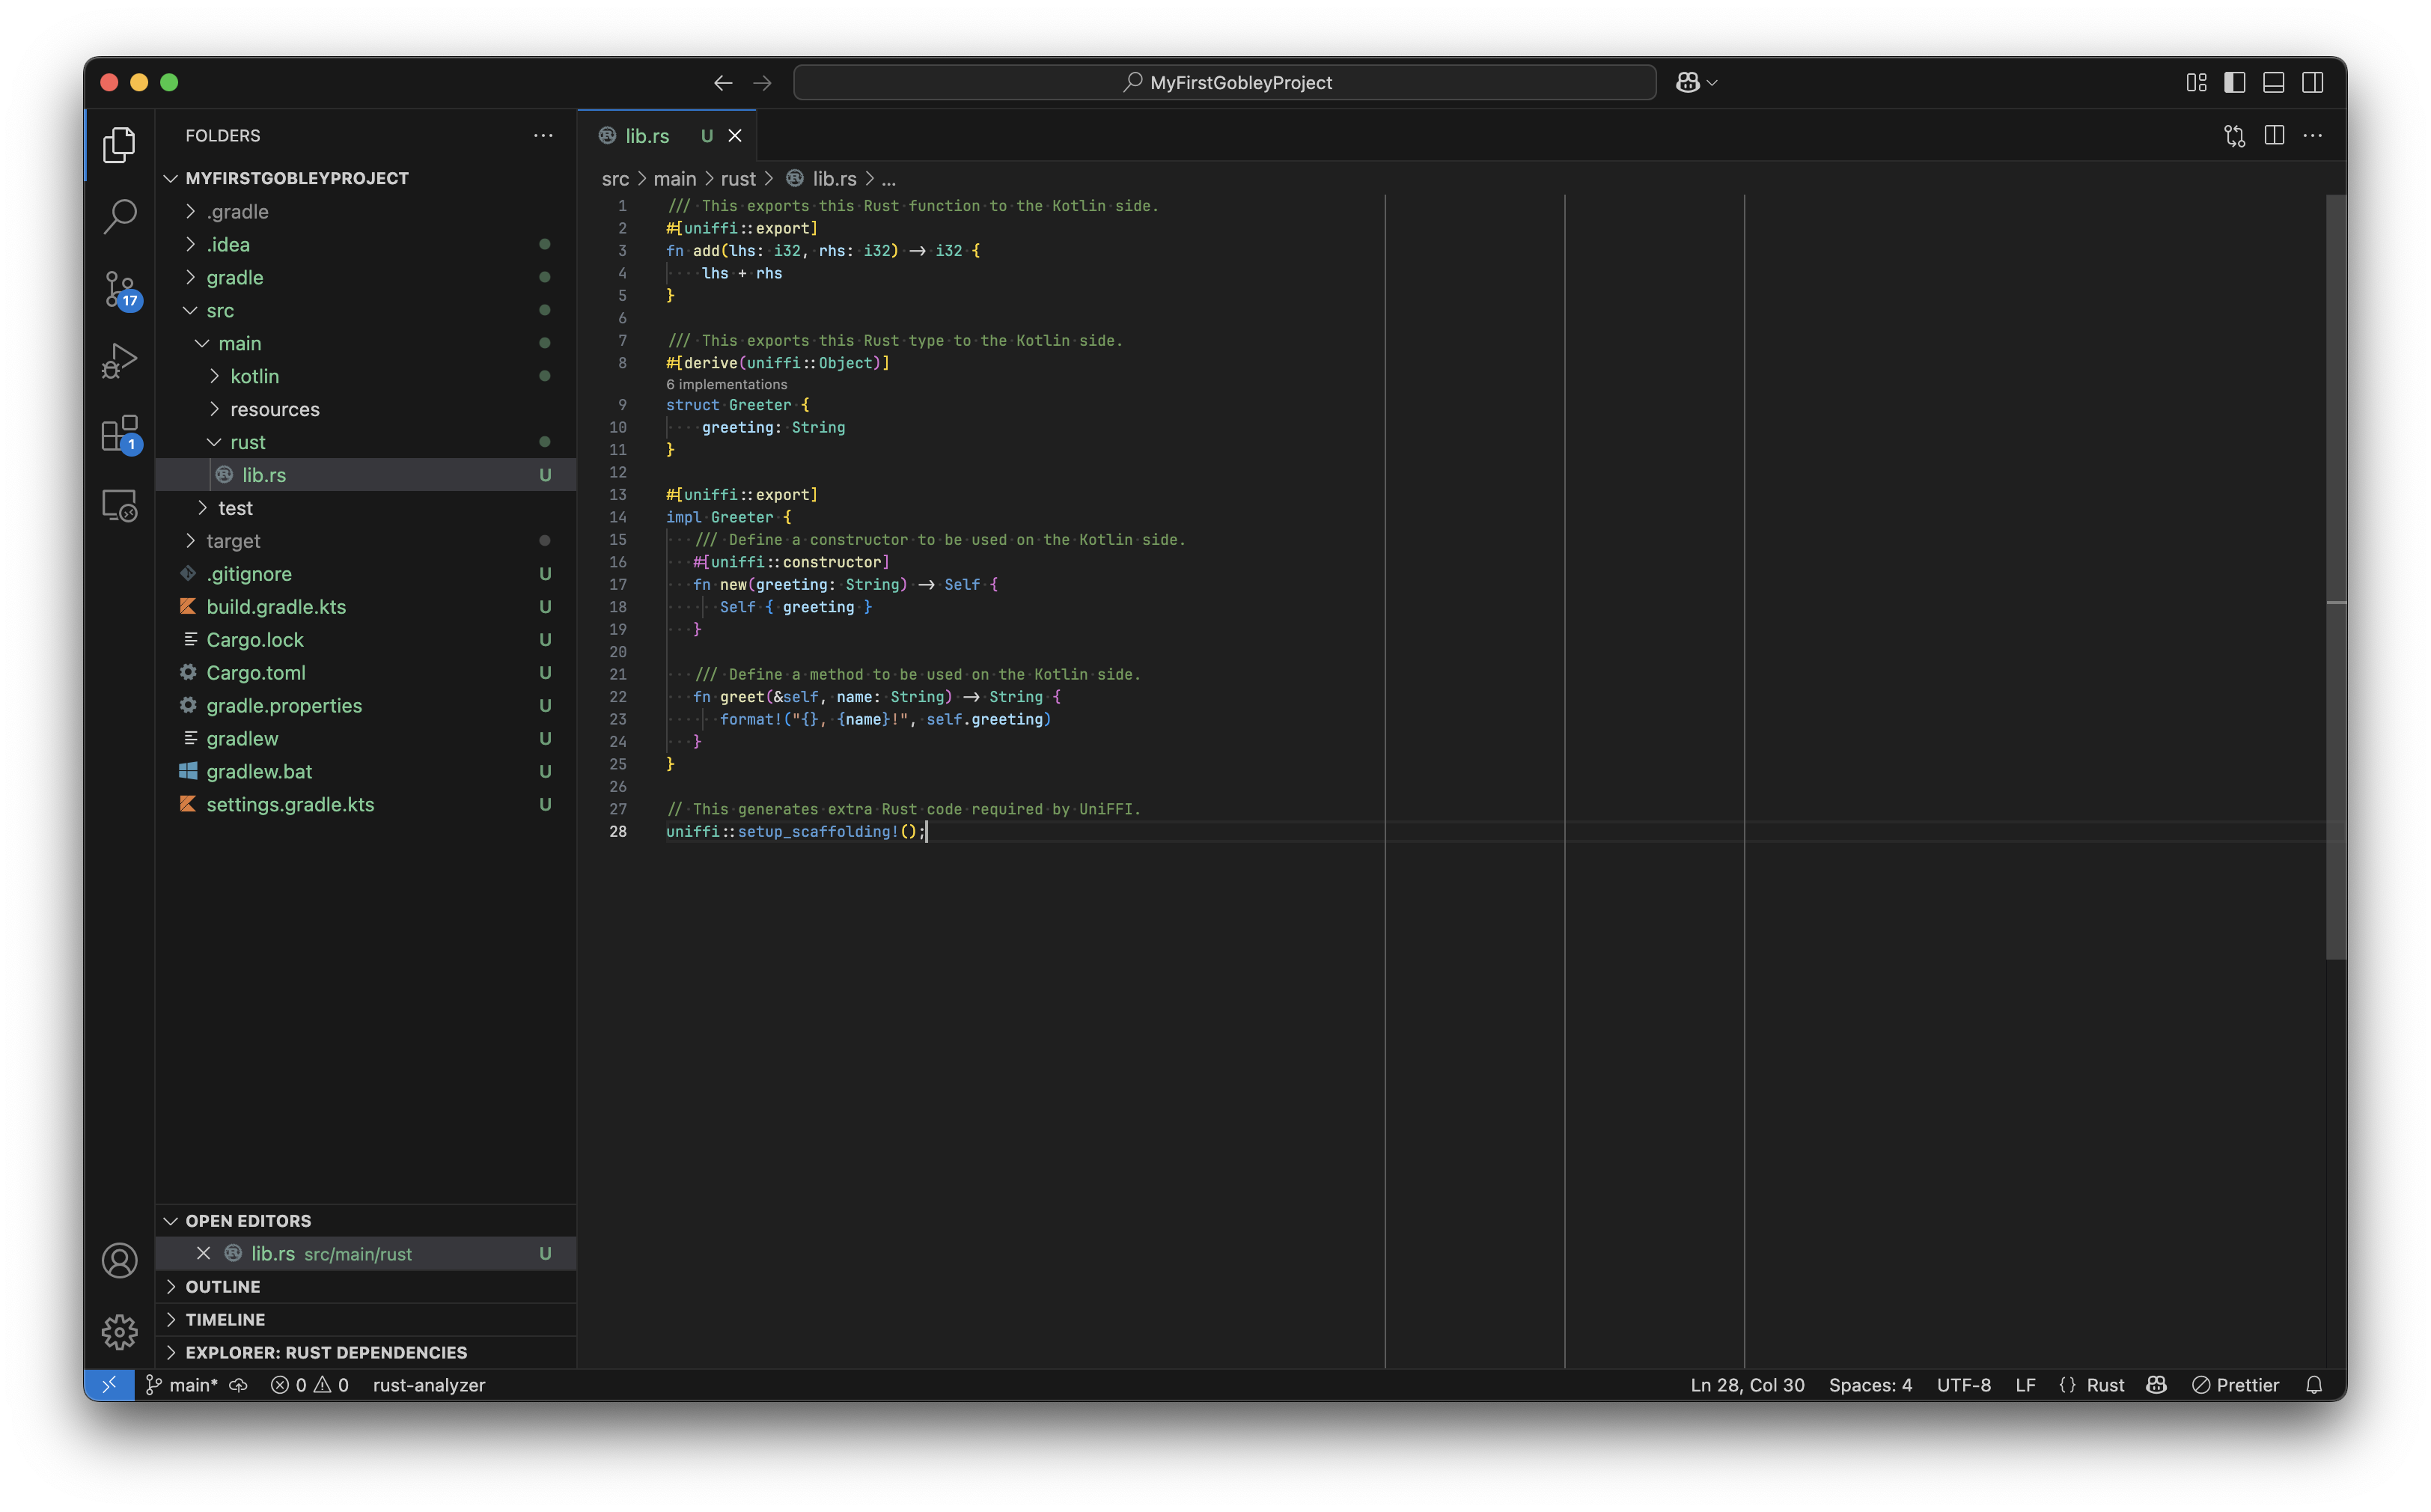 MyFirstGobleyProject
FOLDERS
MYFIRSTGOBLEYPROJECT
.gradle
.idea
gradle
src
main
kotlin
resources
rust
lib.rs U
test
target
.gitignore U
build.gradle.kts U
Cargo.lock U
Cargo.toml U
gradle.properties U
gradlew U
gradlew.bat U
settings.gradle.kts U
17
1
OPEN EDITORS
lib.rs src/main/rust U
OUTLINE
TIMELINE
EXPLORER: RUST DEPENDENCIES
lib.rs U
src > main > rust > lib.rs > ...
1 /// This exports this Rust function to the Kotlin side.
2 #[uniffi::export]
3 fn add(lhs: i32, rhs: i32) -> i32 {
4     lhs + rhs
5 }
6
7 /// This exports this Rust type to the Kotlin side.
8 #[derive(uniffi::Object)]
6 implementations
9 struct Greeter {
10     greeting: String
11 }
12
13 #[uniffi::export]
14 impl Greeter {
15    /// Define a constructor to be used on the Kotlin side.
16    #[uniffi::constructor]
17    fn new(greeting: String) -> Self {
18       Self { greeting }
19    }
20
21    /// Define a method to be used on the Kotlin side.
22    fn greet(&self, name: String) -> String {
23       format!("{}, {name}!", self.greeting)
24    }
25 }
26
27 // This generates extra Rust code required by UniFFI.
28 uniffi::setup_scaffolding!();
main* 0 0 rust-analyzer Ln 28, Col 30 Spaces: 4 UTF-8 LF {} Rust Prettier